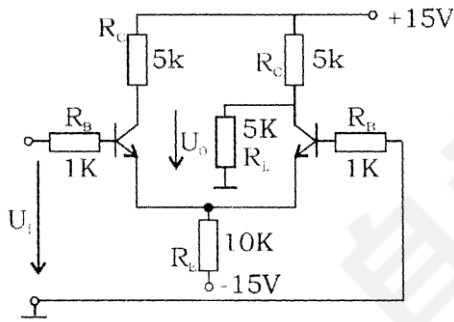 +15V
R_C 5k R_C 5k
R_B U_0 5K R_B
1K R_L 1K
U_i
R_E 10K
-15V